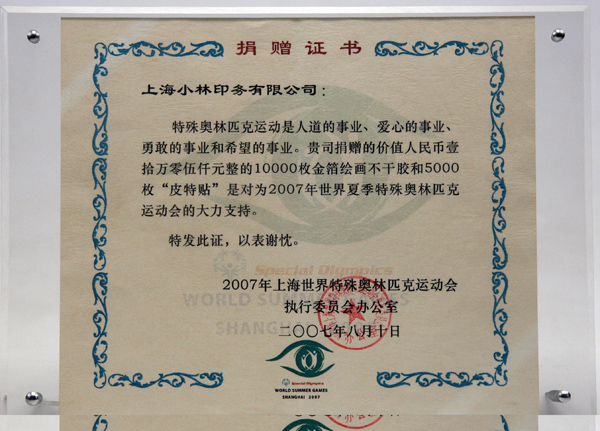 捐赠证书
上海小林印务有限公司：
特殊奥林匹克运动是人道的事业、爱心的事业、
勇敢的事业和希望的事业。贵司捐赠的价值人民币壹
拾万零伍仟元整的10000枚金箔绘画不干胶和5000
枚“皮特贴”是对为2007年世界夏季特殊奥林匹克
运动会的大力支持。
特发此证，以表谢忱。
Special Olympics
WORLD SUMMER GAMES
SHANGHAI
2007年上海世界特殊奥林匹克运动会
执行委员会办公室
二〇〇七年八月十日
Special Olympics
WORLD SUMMER GAMES
SHANGHAI 2007